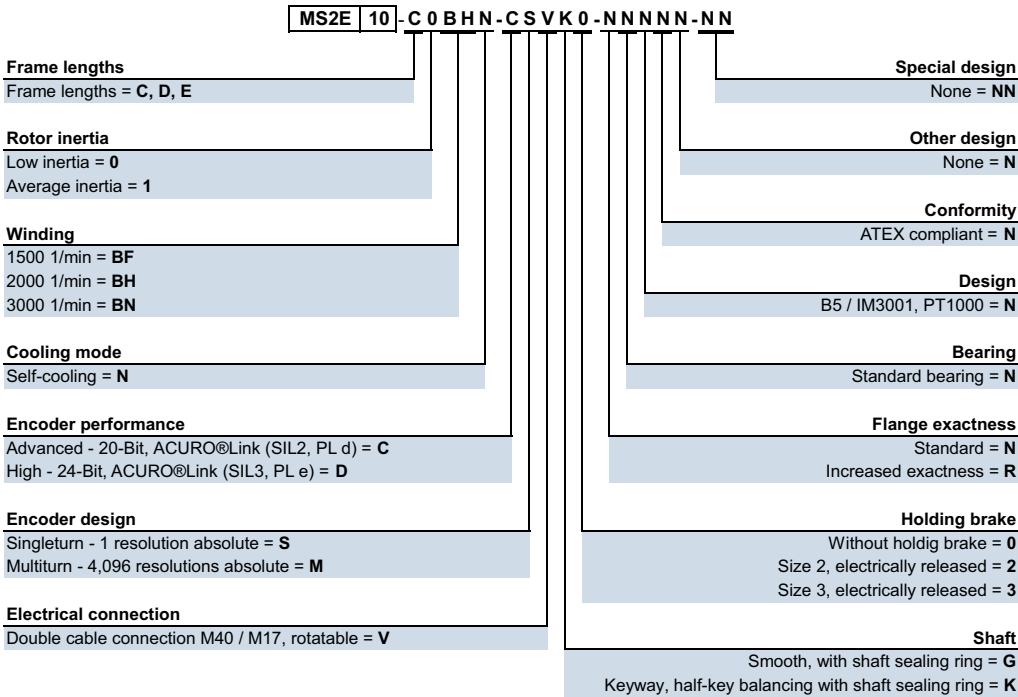 MS2E 10 - C 0 B H N - C S V K 0 - N N N N N - N N
Frame lengths
Frame lengths = C, D, E
Rotor inertia
Low inertia = 0
Average inertia = 1
Winding
1500 1/min = BF
2000 1/min = BH
3000 1/min = BN
Cooling mode
Self-cooling = N
Encoder performance
Advanced - 20-Bit, ACURO®Link (SIL2, PL d) = C
High - 24-Bit, ACURO®Link (SIL3, PL e) = D
Encoder design
Singleturn - 1 resolution absolute = S
Multiturn - 4,096 resolutions absolute = M
Electrical connection
Double cable connection M40 / M17, rotatable = V
Special design
None = NN
Other design
None = N
Conformity
ATEX compliant = N
Design
B5 / IM3001, PT1000 = N
Bearing
Standard bearing = N
Flange exactness
Standard = N
Increased exactness = R
Holding brake
Without holdig brake = 0
Size 2, electrically released = 2
Size 3, electrically released = 3
Shaft
Smooth, with shaft sealing ring = G
Keyway, half-key balancing with shaft sealing ring = K